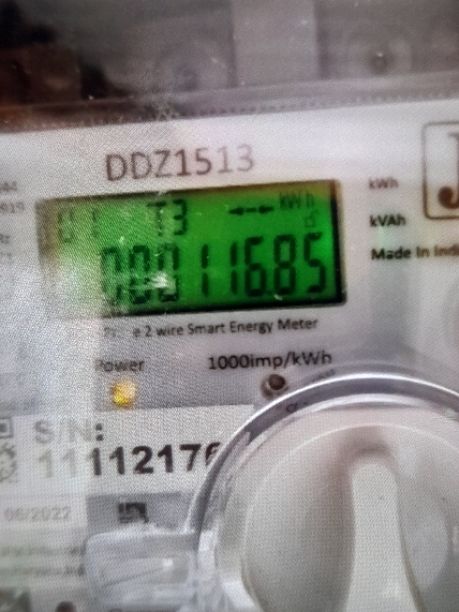 DDZ1513
kWh
01 T3 kWh
kVAh
00011685
Made In Indi
e 2 wire Smart Energy Meter
Power 1000imp/kWh
S/N:
11112176
06/2022